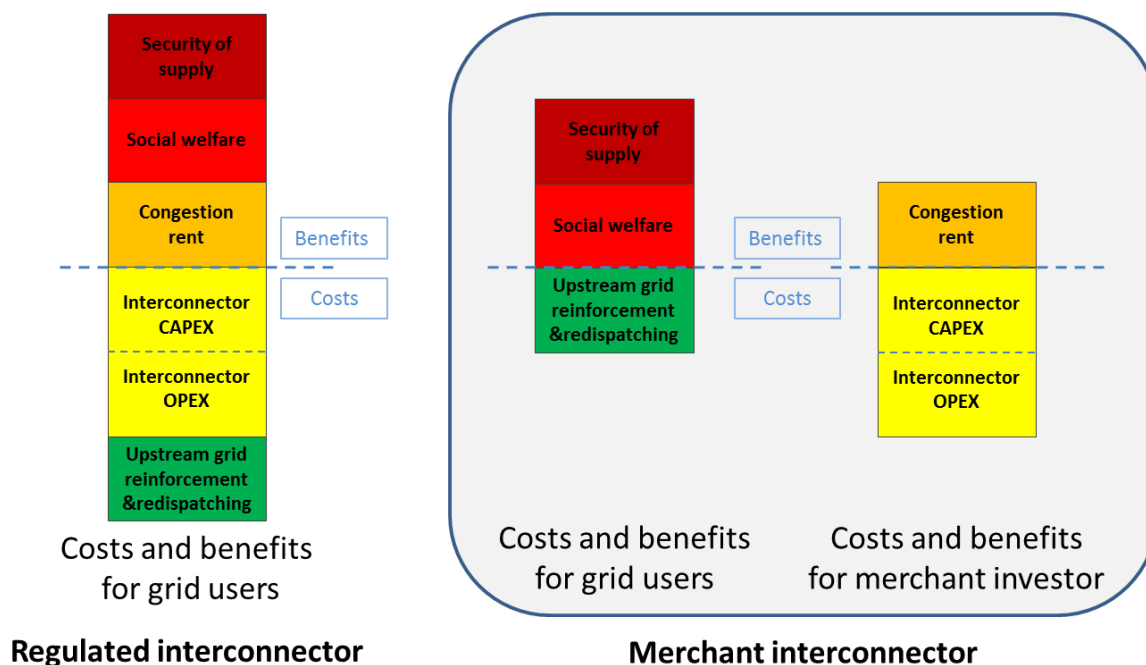 Security of
supply
Social welfare
Congestion
rent
Benefits
Costs
Interconnector
CAPEX
Interconnector
OPEX
Upstream grid
reinforcement
&redispatching
Costs and benefits
for grid users
Regulated interconnector
Security of
supply
Social welfare
Benefits
Costs
Upstream grid
reinforcement
&redispatching
Costs and benefits
for grid users
Congestion
rent
Interconnector
CAPEX
Interconnector
OPEX
Costs and benefits
for merchant investor
Merchant interconnector